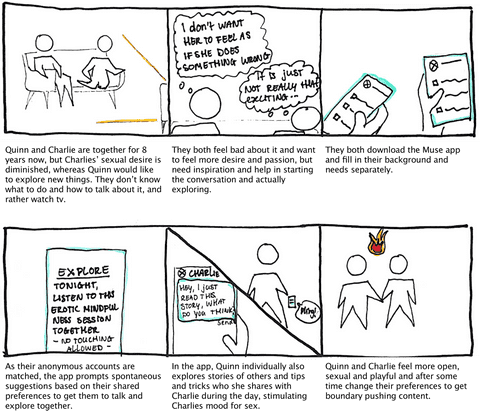 I don't WANT
HER TO FEEL AS
IF SHE DOES
SOMETHING WRONG
It is just
NOT REALLY THAT
EXCITING...
Quinn and Charlie are together for 8
years now, but Charlies' sexual desire is
diminished, whereas Quinn would like
to explore new things. They don't know
what to do and how to talk about it, and
rather watch tv.
They both feel bad about it and want
to feel more desire and passion, but
need inspiration and help in starting
the conversation and actually
exploring.
They both download the Muse app
and fill in their background and
needs separately.
EXPLORE
TONIGHT,
LISTEN TO THIS
EROTIC MINDFUL
NESS SESSION
TOGETHER
- NO TOUCHING
ALLOWED -
CHARLIE
HEY, I JUST
READ THIS
STORY, WHAT
DO YOU THINK?
Send
As their anonymous accounts are
matched, the app prompts spontaneous
suggestions based on their shared
preferences to get them to talk and
explore together.
In the app, Quinn individually also
explores stories of others and tips
and tricks who she shares with
Charlie during the day, stimulating
Charlies mood for sex.
Quinn and Charlie feel more open,
sexual and playful and after some
time change their preferences to get
boundary pushing content.